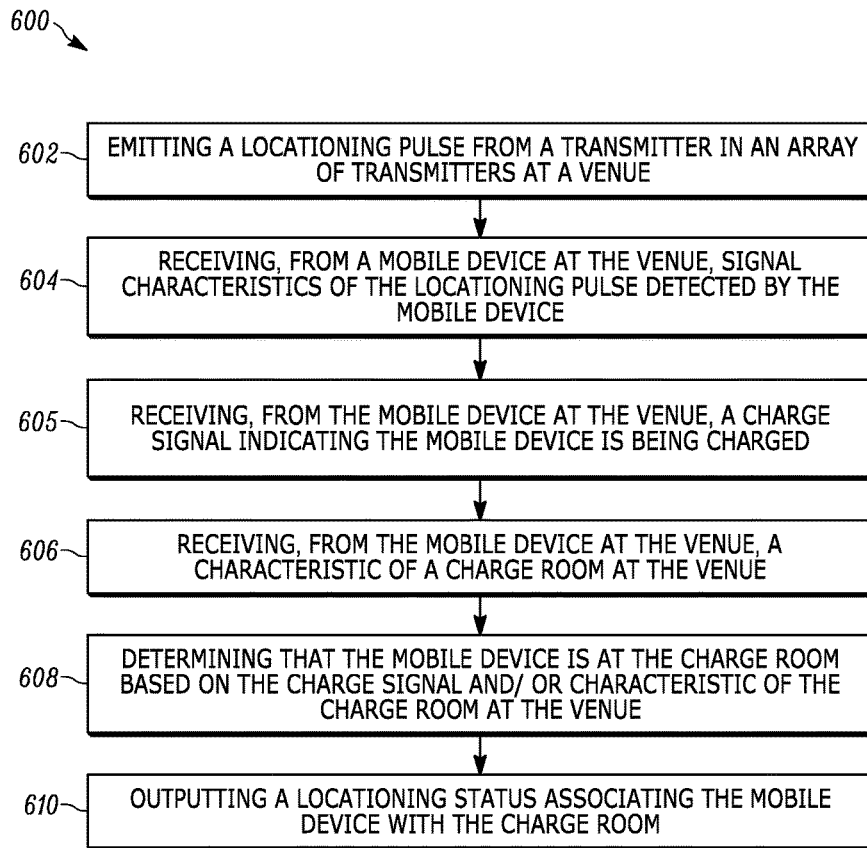 600
602
EMITTING A LOCATIONING PULSE FROM A TRANSMITTER IN AN ARRAY
OF TRANSMITTERS AT A VENUE
604
RECEIVING, FROM A MOBILE DEVICE AT THE VENUE, SIGNAL
CHARACTERISTICS OF THE LOCATIONING PULSE DETECTED BY THE
MOBILE DEVICE
605
RECEIVING, FROM THE MOBILE DEVICE AT THE VENUE, A CHARGE
SIGNAL INDICATING THE MOBILE DEVICE IS BEING CHARGED
606
RECEIVING, FROM THE MOBILE DEVICE AT THE VENUE, A
CHARACTERISTIC OF A CHARGE ROOM AT THE VENUE
608
DETERMINING THAT THE MOBILE DEVICE IS AT THE CHARGE ROOM
BASED ON THE CHARGE SIGNAL AND/ OR CHARACTERISTIC OF THE
CHARGE ROOM AT THE VENUE
610
OUTPUTTING A LOCATIONING STATUS ASSOCIATING THE MOBILE
DEVICE WITH THE CHARGE ROOM